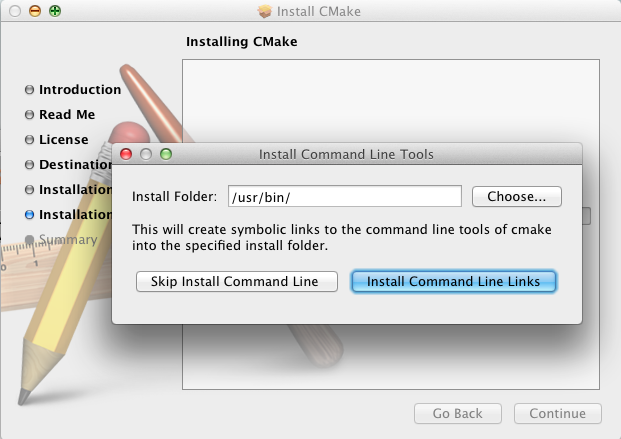 Install CMake
Installing CMake
Introduction
Read Me
License
Destination
Installation
Installation
Summary
0 1
Install Command Line Tools
Install Folder: /usr/bin/ Choose...
This will create symbolic links to the command line tools of cmake
into the specified install folder.
Skip Install Command Line Install Command Line Links
Go Back Continue